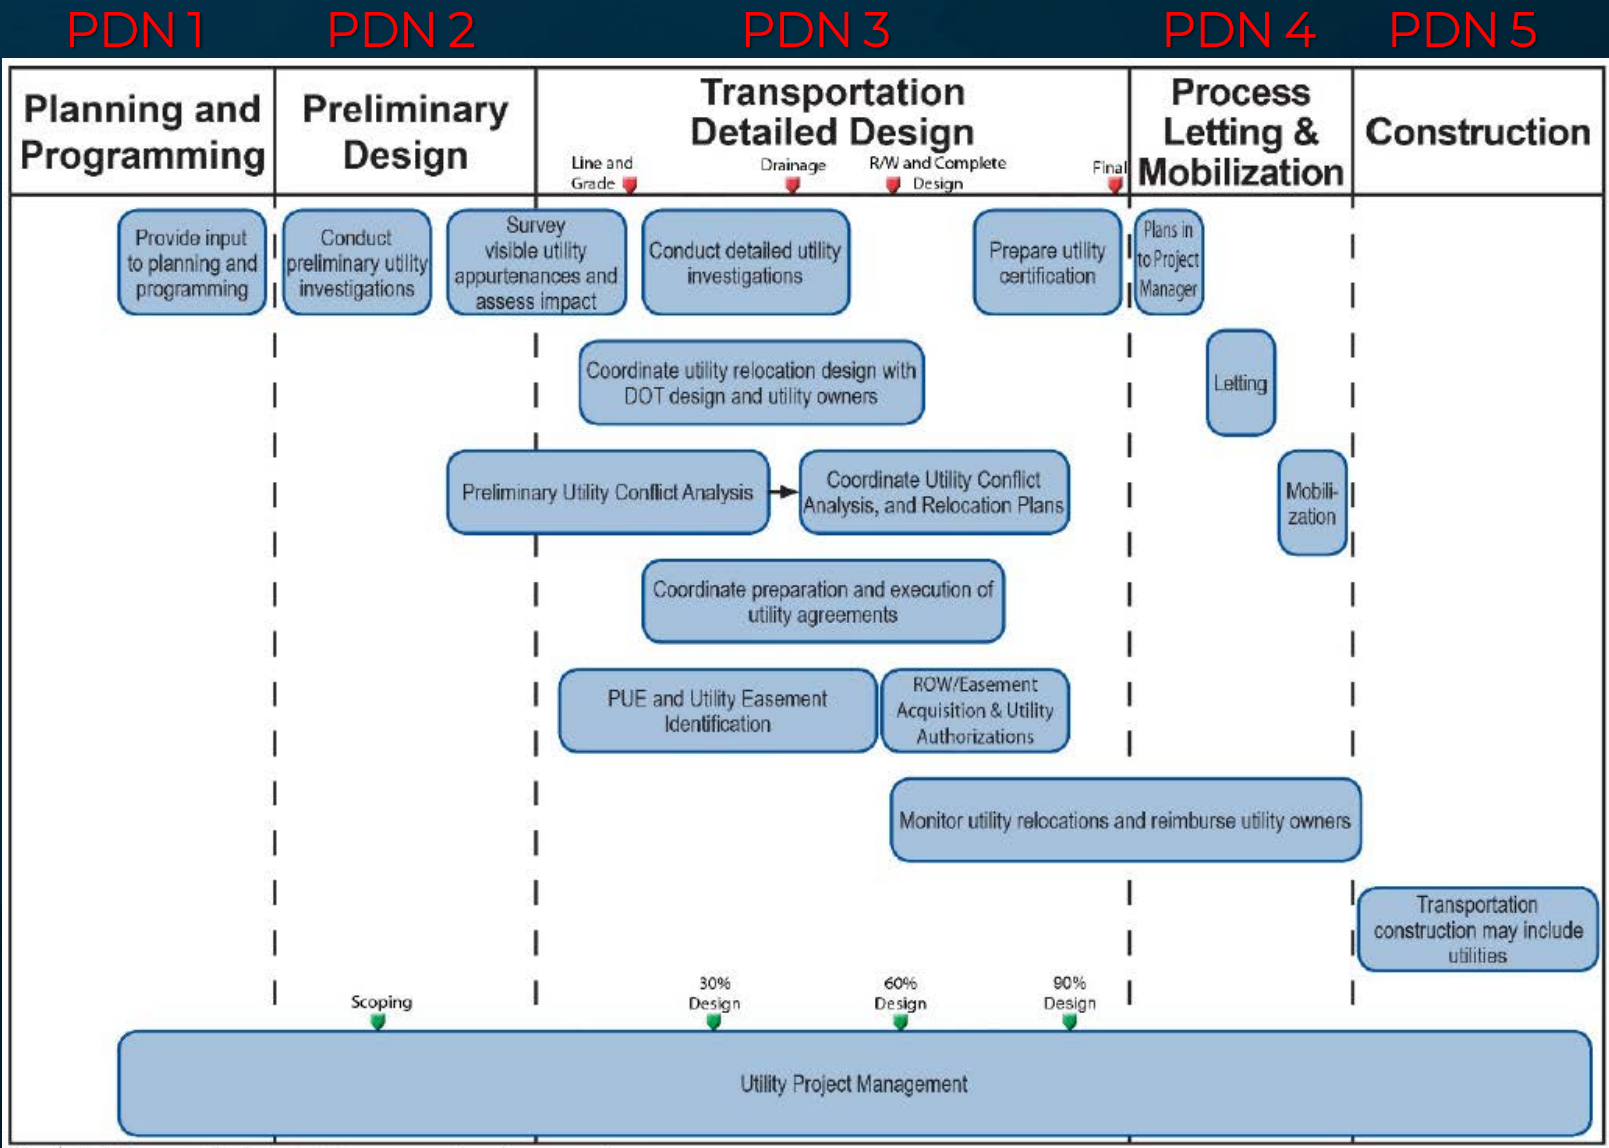 PDN 1
PDN 2
PDN 3
PDN 4
PDN 5
Planning and
Programming
Preliminary
Design
Transportation
Detailed Design
Process
Letting &
Mobilization
Construction
Line and
Grade
Drainage
R/W and Complete
Design
Final
Provide input
to planning and
programming
Conduct
preliminary utility
investigations
Survey
visible utility
appurtenances and
assess impact
Conduct detailed utility
investigations
Prepare utility
certification
Plans in
to Project
Manager
Coordinate utility relocation design with
DOT design and utility owners
Letting
Preliminary Utility Conflict Analysis
Coordinate Utility Conflict
Analysis, and Relocation Plans
Mobili-
zation
Coordinate preparation and execution of
utility agreements
PUE and Utility Easement
Identification
ROW/Easement
Acquisition & Utility
Authorizations
Monitor utility relocations and reimburse utility owners
Transportation
construction may include
utilities
Scoping
30%
Design
60%
Design
90%
Design
Utility Project Management